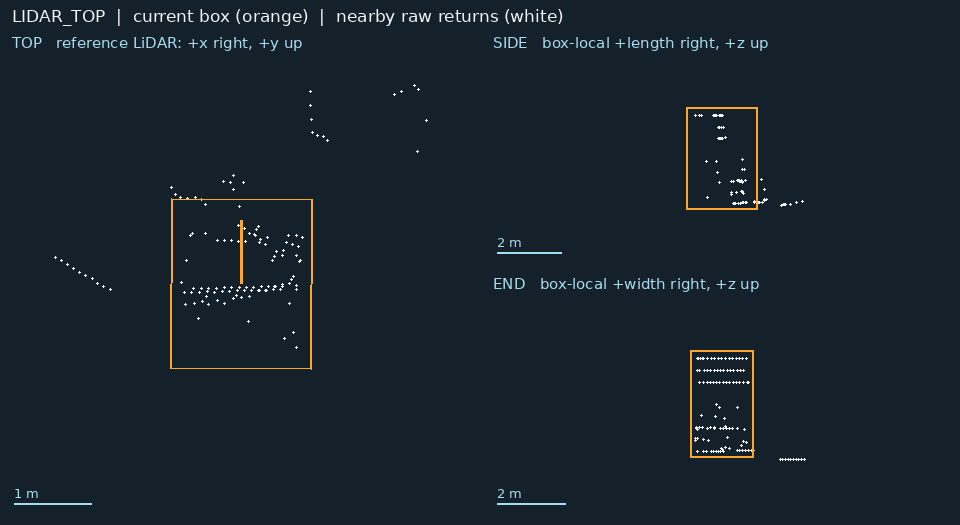 LIDAR_TOP | current box (orange) | nearby raw returns (white)
TOP reference LiDAR: +x right, +y up
SIDE box-local +length right, +z up
2 m
END box-local +width right, +z up
1 m
2 m